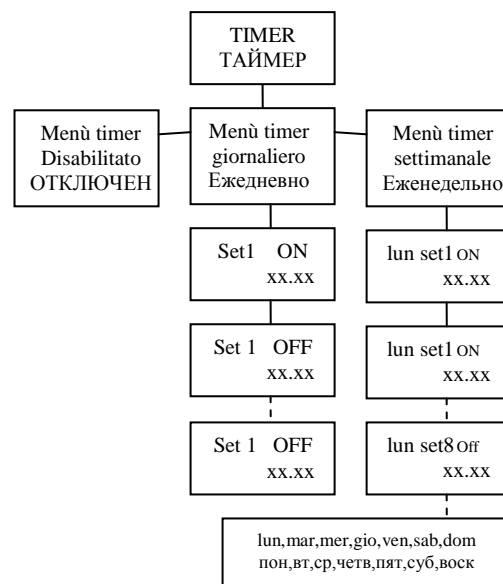 TIMER
ТАЙМЕР
Menù timer
Disabilitato
ОТКЛЮЧЕН
Menù timer
giornaliero
Ежедневно
Menù timer
settimanale
Еженедельно
Set1 ON
xx.xx
lun set1 ON
xx.xx
Set 1 OFF
xx.xx
lun set1 ON
xx.xx
Set 1 OFF
xx.xx
lun set8 Off
xx.xx
lun,mar,mer,gio,ven,sab,dom
пон,вт,ср,четв,пят,суб,воск